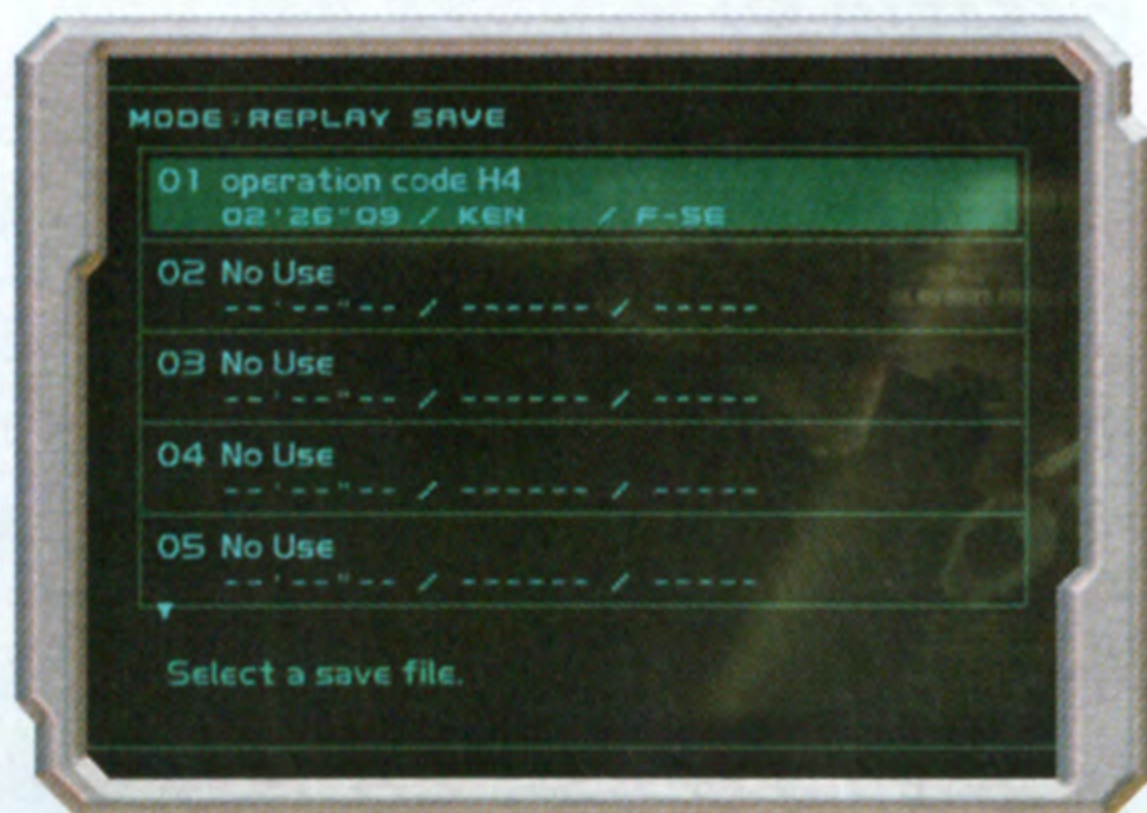 MODE:REPLAY SAVE
01 operation code H4
02'26"09 / KEN / F-SE
02 No Use
--'--"-- / ------ / -----
03 No Use
--'--"-- / ------ / -----
04 No Use
--'--"-- / ------ / -----
05 No Use
--'--"-- / ------ / -----
Select a save file.